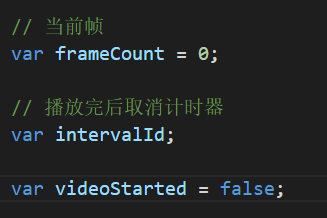 // 当前帧
var frameCount = 0;
// 播放完后取消计时器
var intervalId;
var videoStarted = false;